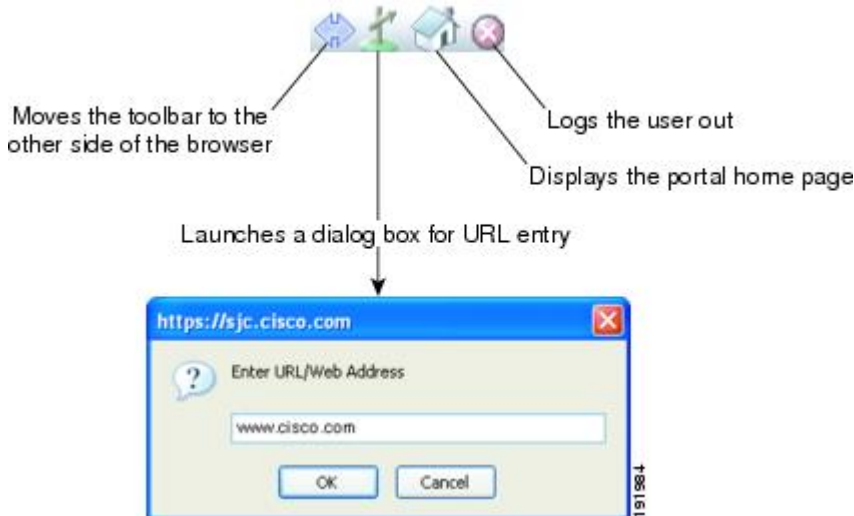 Moves the toolbar to the
other side of the browser
Logs the user out
Displays the portal home page
Launches a dialog box for URL entry
https://sjc.cisco.com
?
Enter URL/Web Address
www.cisco.com
OK
Cancel
191984